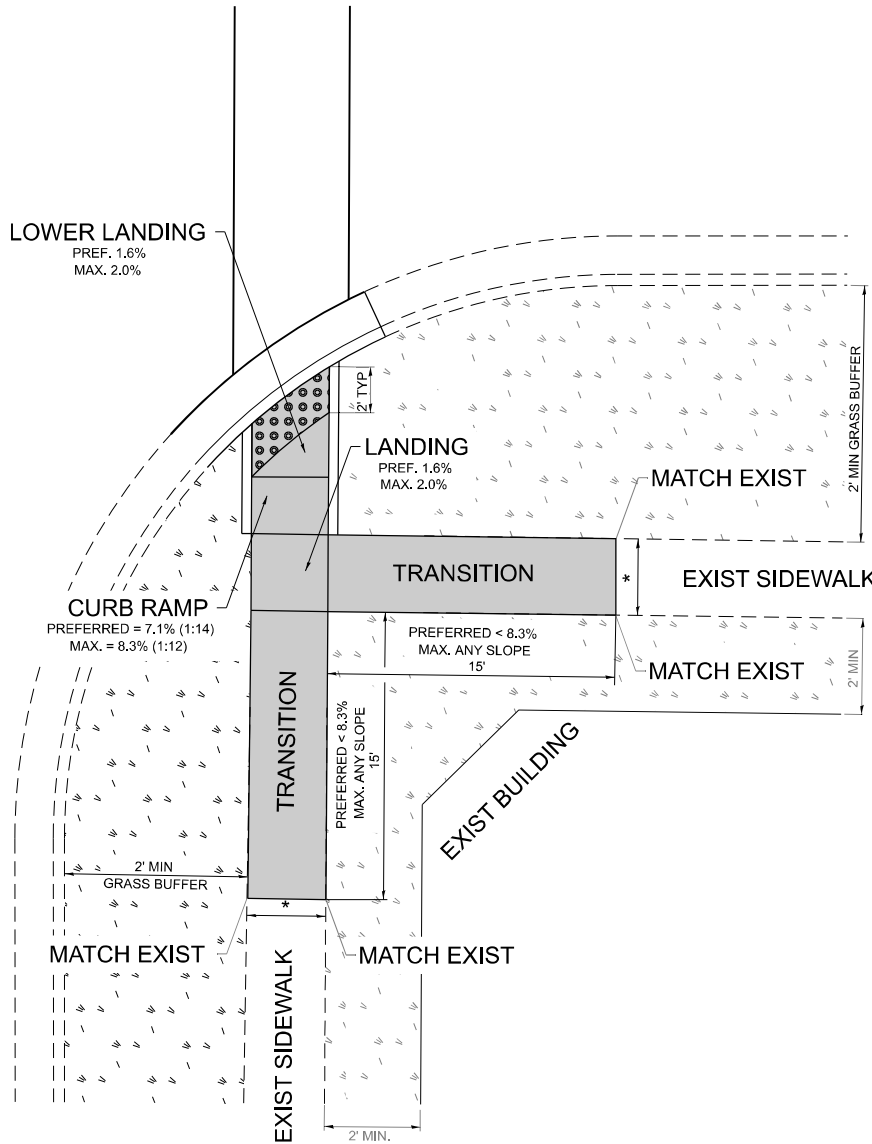 LOWER LANDING
PREF. 1.6%
MAX. 2.0%
2' TYP
LANDING
PREF. 1.6%
MAX. 2.0%
2' MIN GRASS BUFFER
MATCH EXIST
TRANSITION
*
EXIST SIDEWALK
CURB RAMP
PREFERRED = 7.1% (1:14)
MAX. = 8.3% (1:12)
PREFERRED < 8.3%
MAX. ANY SLOPE
15'
MATCH EXIST
2' MIN
TRANSITION
PREFERRED < 8.3%
MAX. ANY SLOPE
15'
EXIST BUILDING
2' MIN
GRASS BUFFER
*
MATCH EXIST
MATCH EXIST
EXIST SIDEWALK
2' MIN.